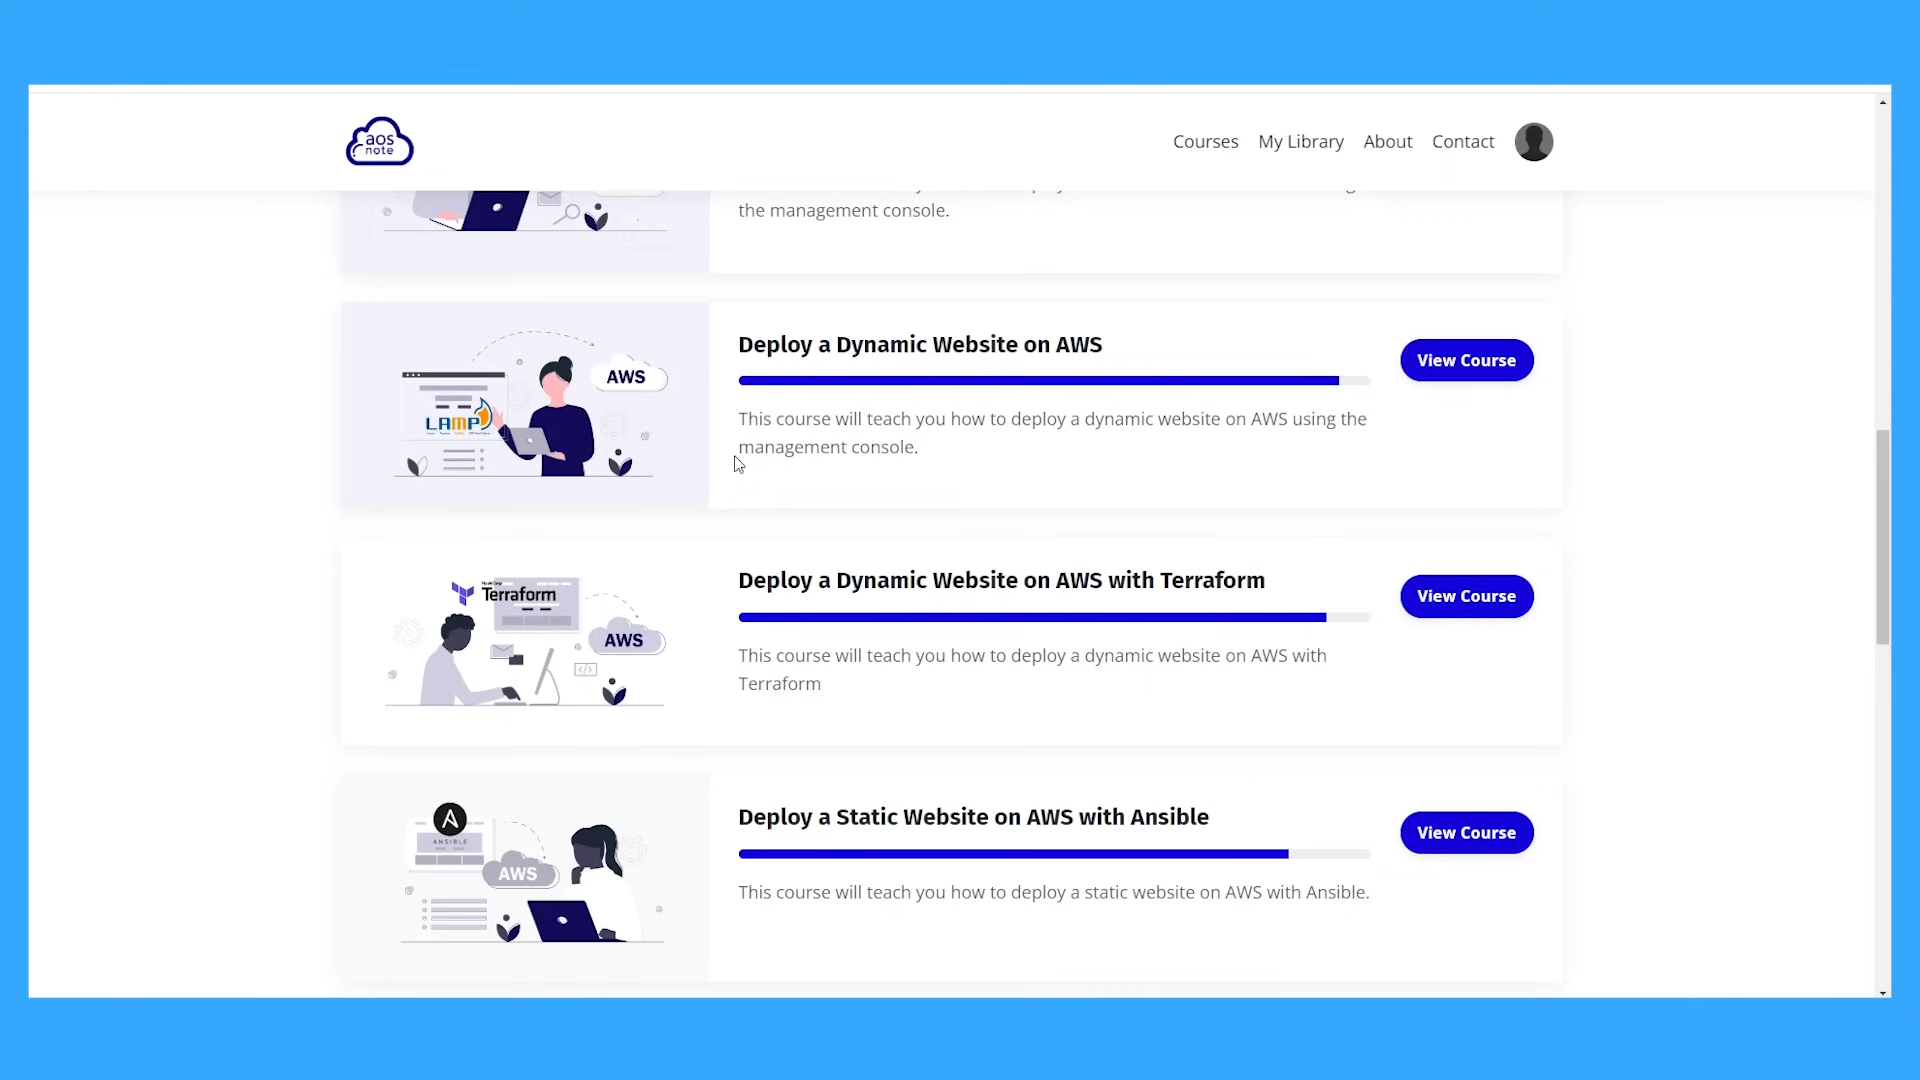 aos
note
Courses My Library About Contact
the management console.
AWS
LAMP
Deploy a Dynamic Website on AWS
View Course
This course will teach you how to deploy a dynamic website on AWS using the
management console.
Terraform
AWS
Deploy a Dynamic Website on AWS with Terraform
View Course
This course will teach you how to deploy a dynamic website on AWS with
Terraform
ANSIBLE
AWS
Deploy a Static Website on AWS with Ansible
View Course
This course will teach you how to deploy a static website on AWS with Ansible.